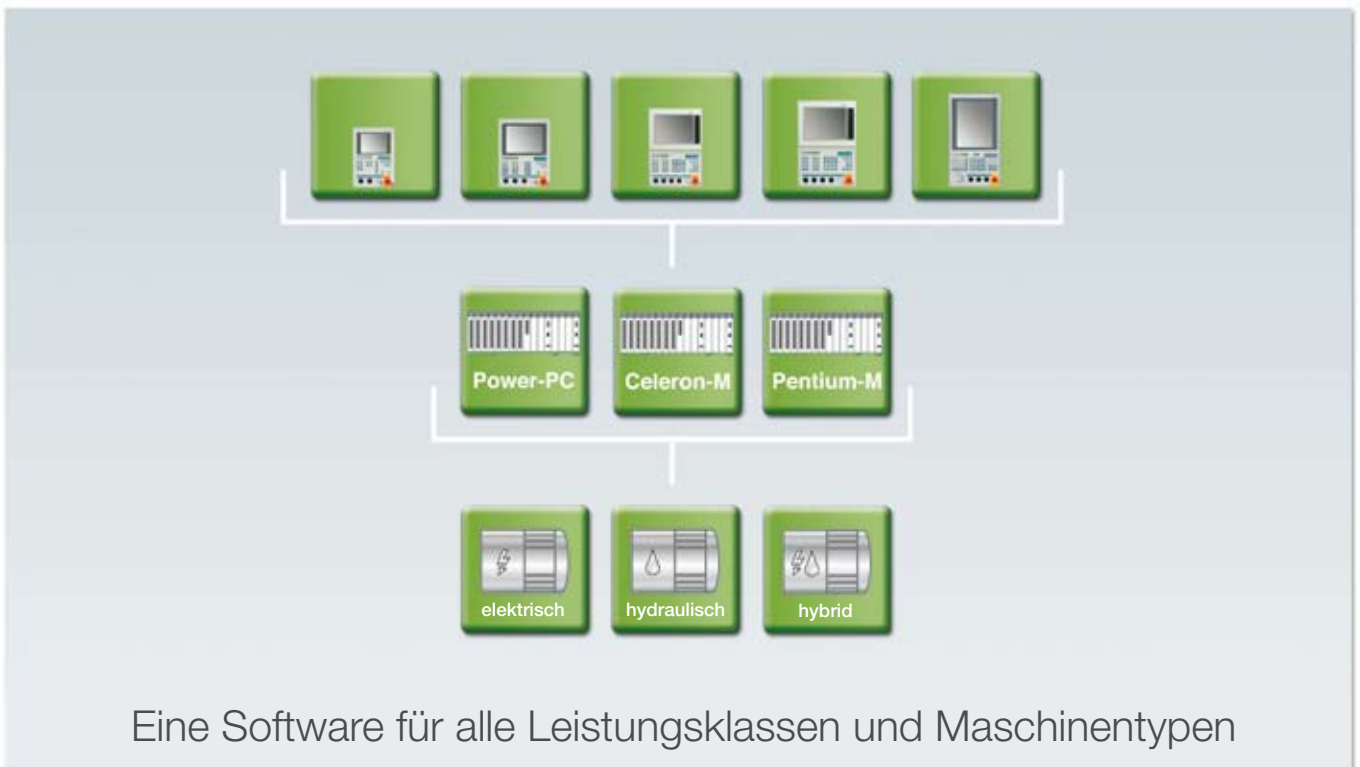 Power-PC
Celeron-M
Pentium-M
elektrisch
hydraulisch
hybrid
Eine Software für alle Leistungsklassen und Maschinentypen